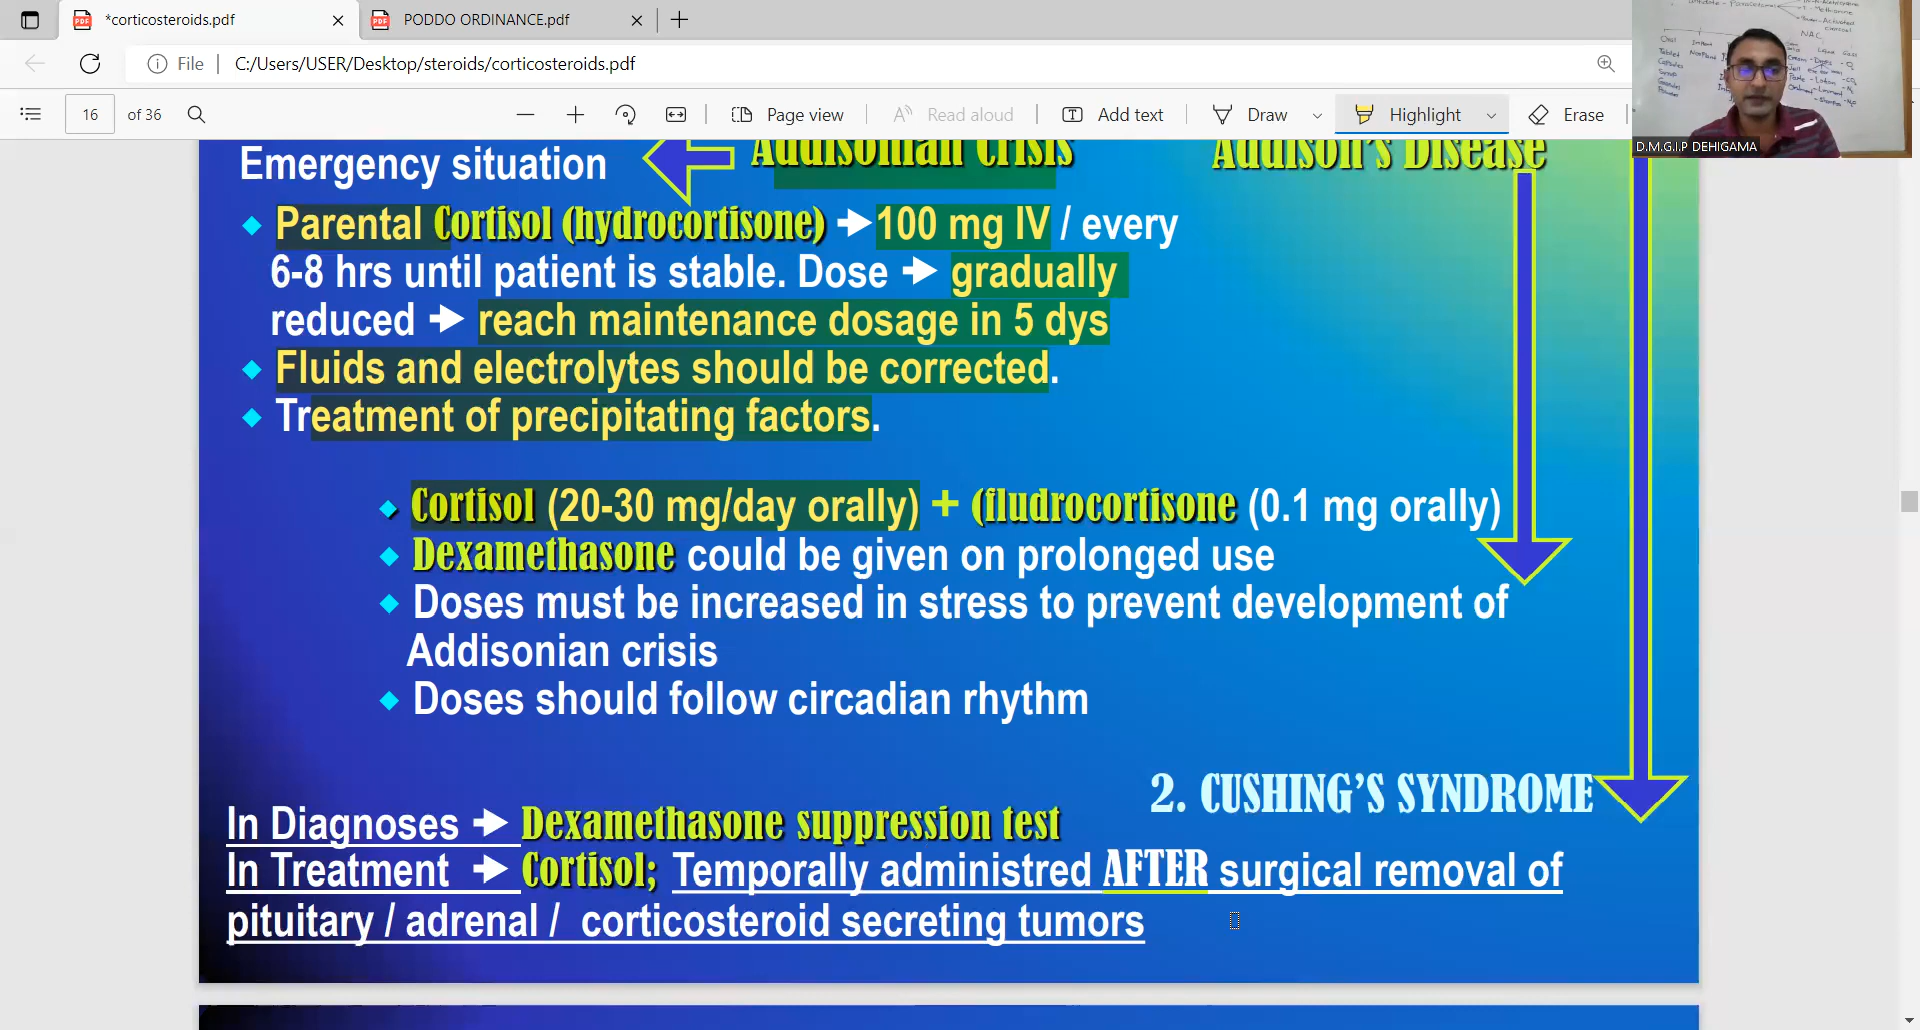 *corticosteroids.pdf
PODDO ORDINANCE.pdf
File
C:/Users/USER/Desktop/steroids/corticosteroids.pdf
16 of 36
Page view
Read aloud
Add text
Draw
Highlight
Erase
D.M.G.I.P DEHIGAMA
Emergency situation
Addisonian Crisis
Addison's Disease
Parental Cortisol (hydrocortisone) ➔ 100 mg IV / every
6-8 hrs until patient is stable. Dose ➔ gradually
reduced ➔ reach maintenance dosage in 5 dys
Fluids and electrolytes should be corrected.
Treatment of precipitating factors.
Cortisol (20-30 mg/day orally) + (fludrocortisone (0.1 mg orally)
Dexamethasone could be given on prolonged use
Doses must be increased in stress to prevent development of
Addisonian crisis
Doses should follow circadian rhythm
2. CUSHING'S SYNDROME
In Diagnoses ➔ Dexamethasone suppression test
In Treatment ➔ Cortisol; Temporally administred AFTER surgical removal of
pituitary / adrenal / corticosteroid secreting tumors